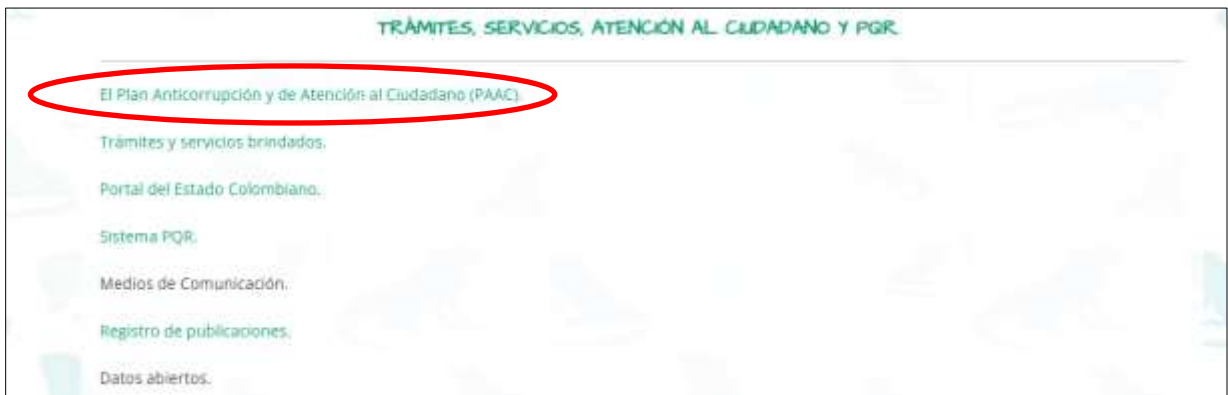 TRÁMITES, SERVICIOS, ATENCIÓN AL CIUDADANO Y PQR
El Plan Anticorrupción y de Atención al Ciudadano (PAAC).
Trámites y servicios brindados.
Portal del Estado Colombiano.
Sistema PQR.
Medios de Comunicación.
Registro de publicaciones.
Datos abiertos.